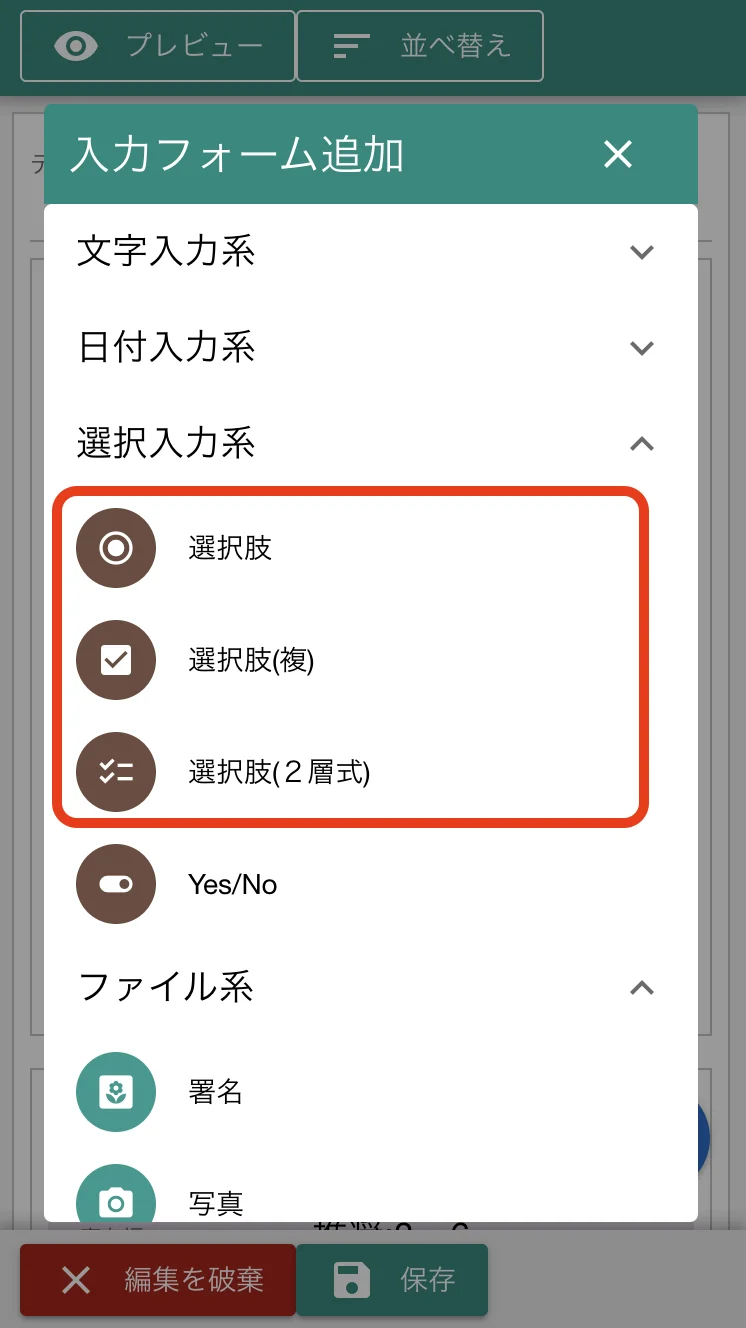 プレビュー
並べ替え
入力フォーム追加
文字入力系
日付入力系
選択入力系
選択肢
選択肢(複)
選択肢(２層式)
Yes/No
ファイル系
署名
写真
編集を破棄
保存